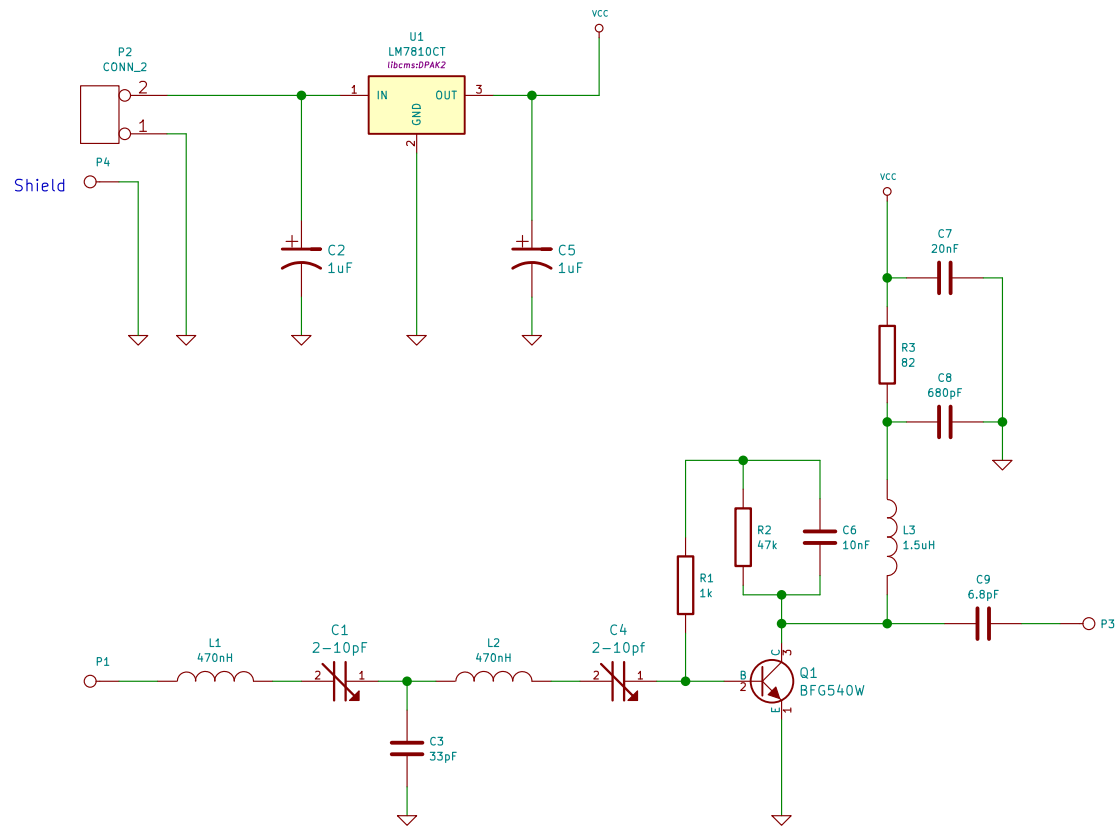 VCC
U1
LM7810CT
libcms:DPAK2
P2
CONN_2
2
1
1
IN
OUT
3
GND
2
P4
Shield
C2
1uF
C5
1uF
VCC
C7
20nF
R3
82
C8
680pF
R2
47k
C6
10nF
L3
1.5uH
R1
1k
C9
6.8pF
P3
L1
470nH
C1
2-10pF
L2
470nH
C4
2-10pf
P1
2
1
2
1
B
2
C
3
Q1
BFG540W
E
1
C3
33pF